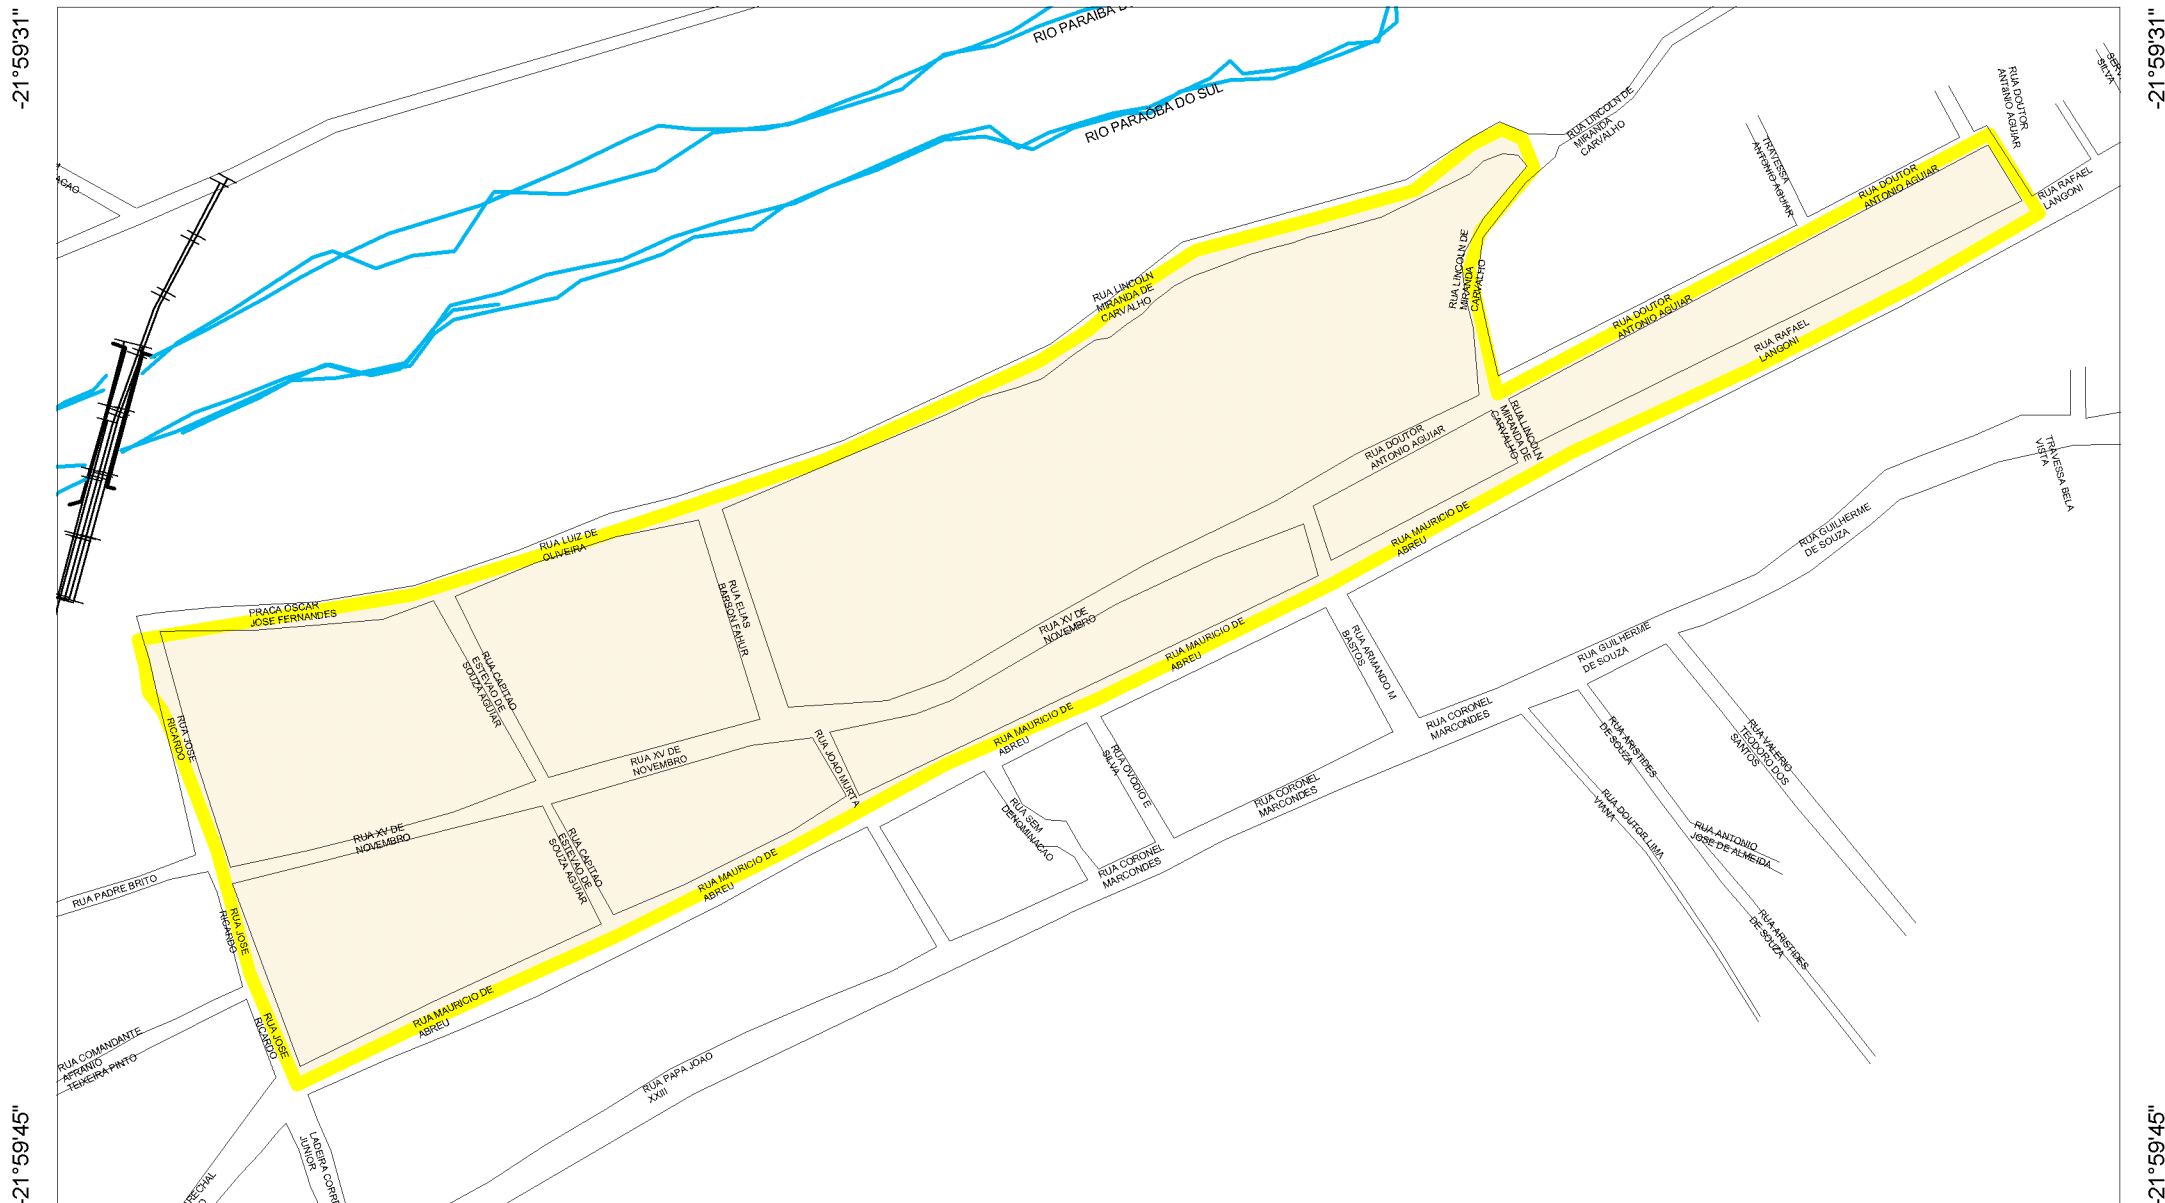 -21°59'31"
-21°59'31"
RIO PARAIBA D
RIO PARAÓBA DO SUL
ACAO
RUA LINCOLN DE
MIRANDA
CARVALHO
RUA DOUTOR
ANTôNIO AGUIAR
SILVA
TRAVESSA
ANTONIO AGUIAR
RUA DOUTOR
ANTONIO AGUIAR
RUA RAFAEL
LANGONI
RUA LINCOLN DE
MIRANDA
CARVALHO
RUA LINCOLN
MIRANDA DE
CARVALHO
RUA DOUTOR
ANTONIO AGUIAR
RUA RAFAEL
LANGONI
RUA LINCOLN
MIRANDA DE
CARVALHO
RUA DOUTOR
ANTONIO AGUIAR
TRAVESSA BELA
VISTA
RUA MAURICIO DE
ABREU
RUA GUILHERME
DE SOUZA
RUA LUIZ DE
OLIVEIRA
PRACA OSCAR
JOSE FERNANDES
RUA ELIAS
BARSON FAHUR
RUA XV DE
NOVEMBRO
RUA MAURICIO DE
ABREU
RUA ARMANDO M
BASTOS
RUA GUILHERME
DE SOUZA
RUA CAPITAO
ESTEVAO DE
SOUZA AGUIAR
RUA JOSE
RICARDO
RUA XV DE
NOVEMBRO
RUA JOAO MURTA
RUA MAURICIO DE
ABREU
RUA CORONEL
MARCONDES
RUA ARISTIDES
DE SOUZA
RUA VALERIO
TEODORO DOS
SANTOS
RUA OVODIO E
SILVA
RUA CORONEL
MARCONDES
RUA SEM
DENOMINACAO
RUA DOUTOR LIMA
VIANA
RUA ANTONIO
JOSE DE ALMEIDA
RUA XV DE
NOVEMBRO
RUA CAPITAO
ESTEVAO DE
SOUZA AGUIAR
RUA MAURICIO DE
ABREU
RUA CORONEL
MARCONDES
RUA PADRE BRITO
RUA JOSE
RICARDO
RUA ARISTIDES
DE SOUZA
RUA MAURICIO DE
ABREU
RUA JOSE
RICARDO
RUA COMANDANTE
AFRANIO
TEIXEIRA PINTO
RUA PAPA JOAO
XXIII
LADEIRA CORRE
JUNIOR
RECHAL
-21°59'45"
-21°59'45"